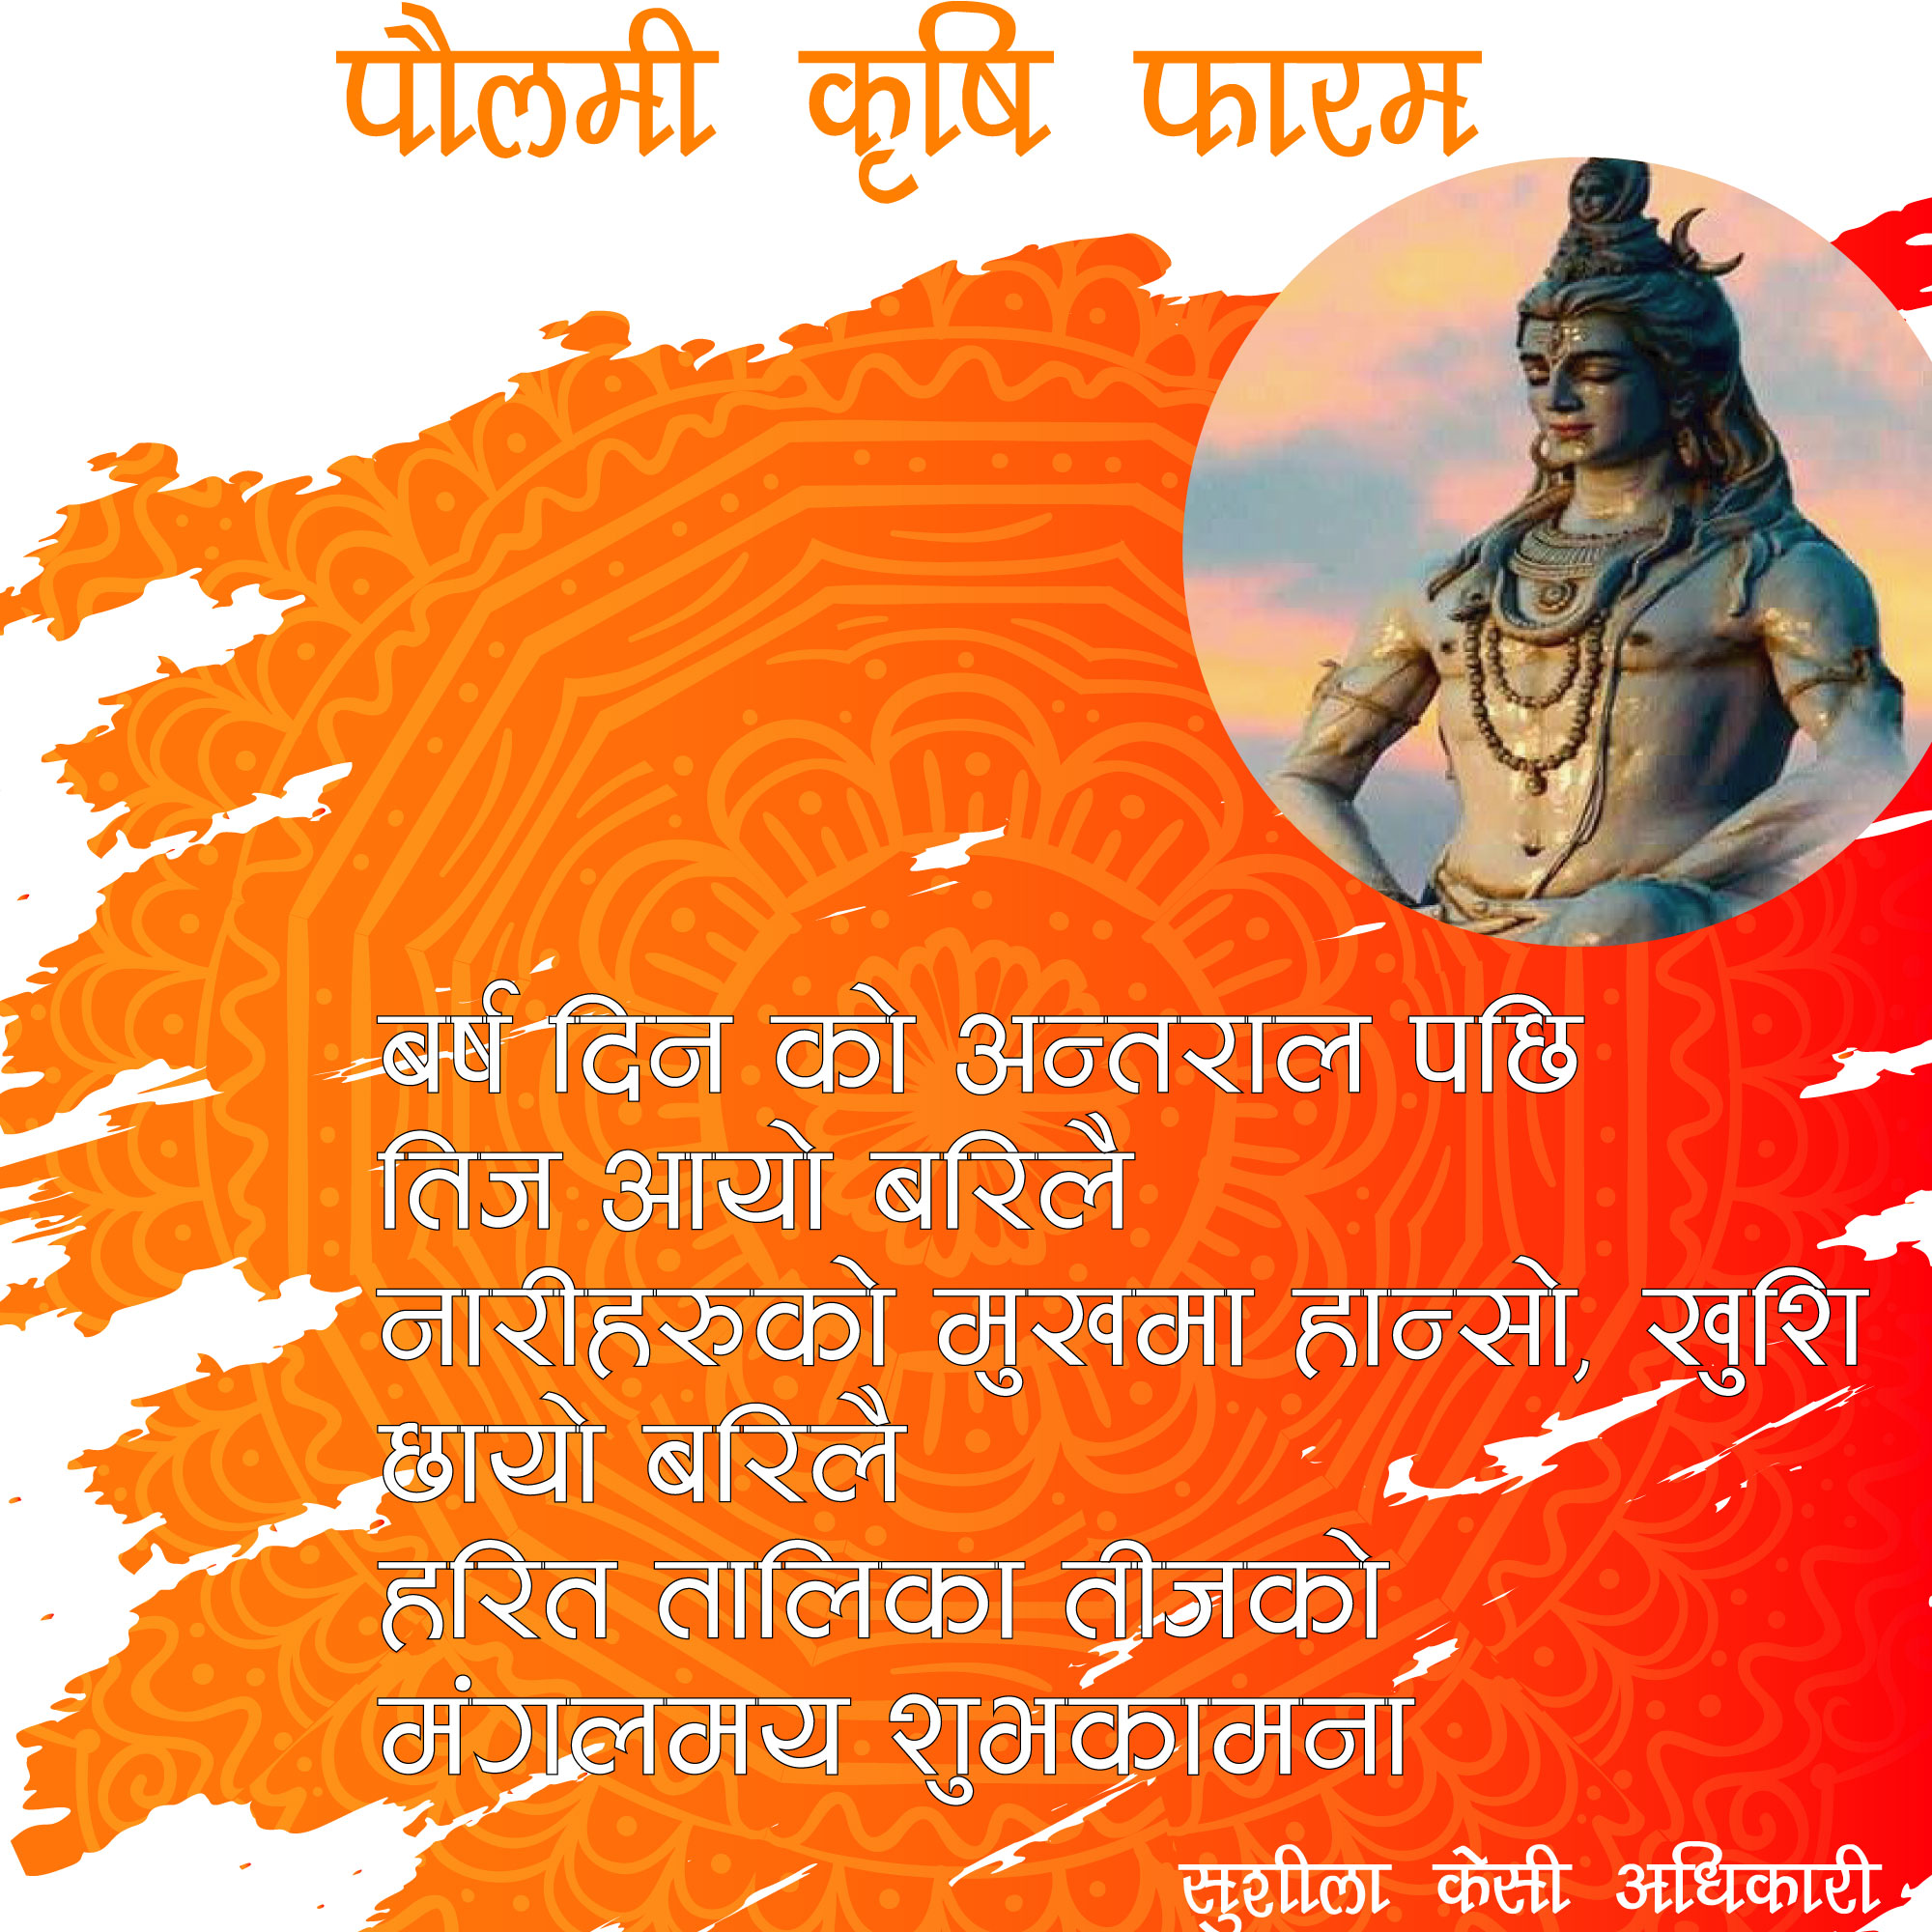 पौलमी कृषि फारम
बर्ष दिन को अन्तराल पछि
तिज आयो बरिलै
नारीहरुको मुखमा हान्सो, खुशि
छायो बरिलै
हरित तालिका तीजको
मंगलमय शुभकामना
सुशीला केसी अधिकारी